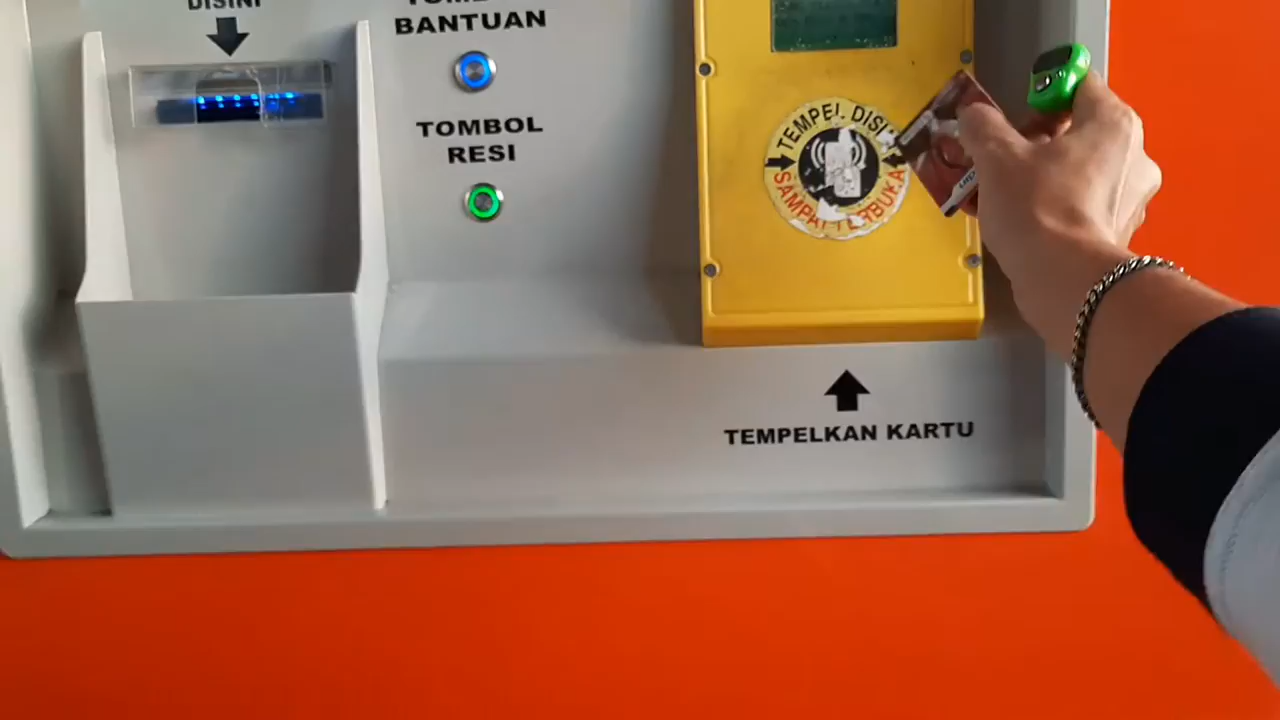 DISINI
BANTUAN
TOMBOL
RESI
TEMPEL DISINI
SAMPAI TERBUKA
TEMPELKAN KARTU